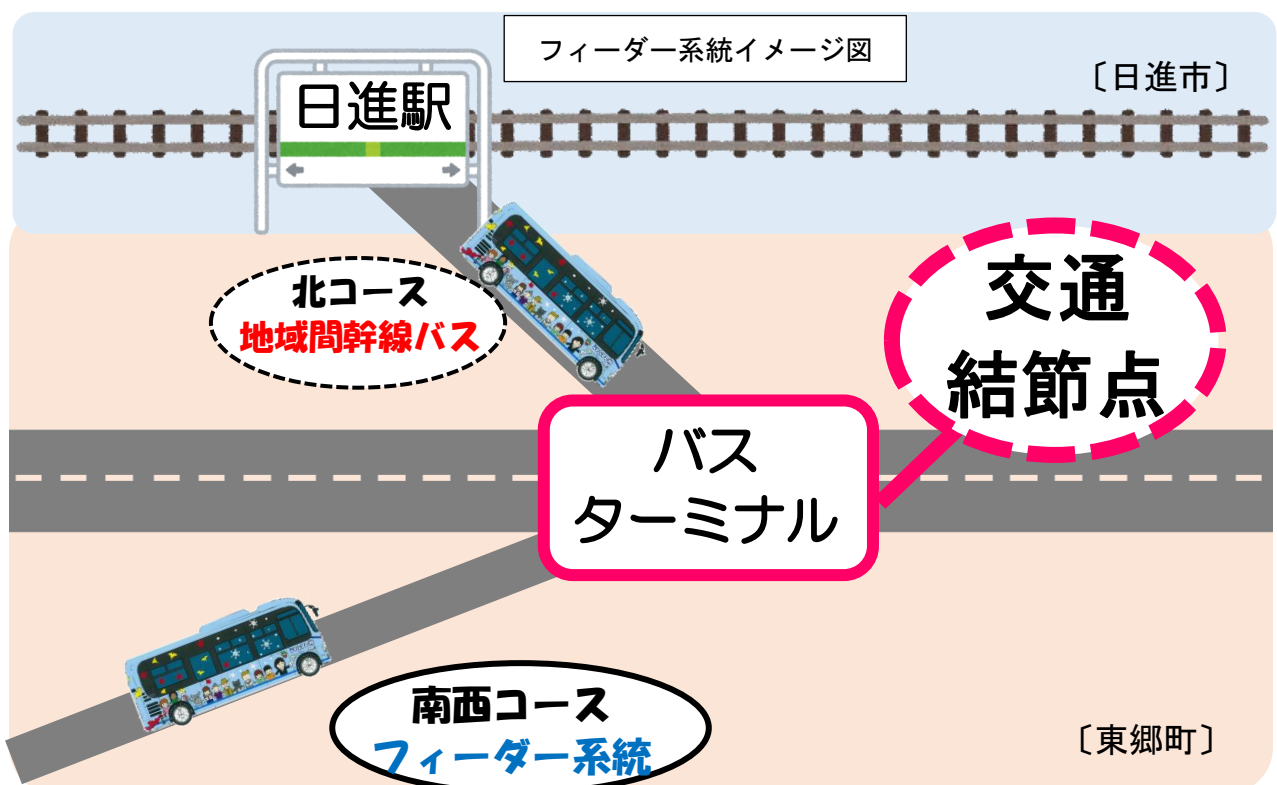 フィーダー系統イメージ図
〔日進市〕
日進駅
北コース
地域間幹線バス
交通
結節点
バス
ターミナル
南西コース
フィーダー系統
〔東郷町〕